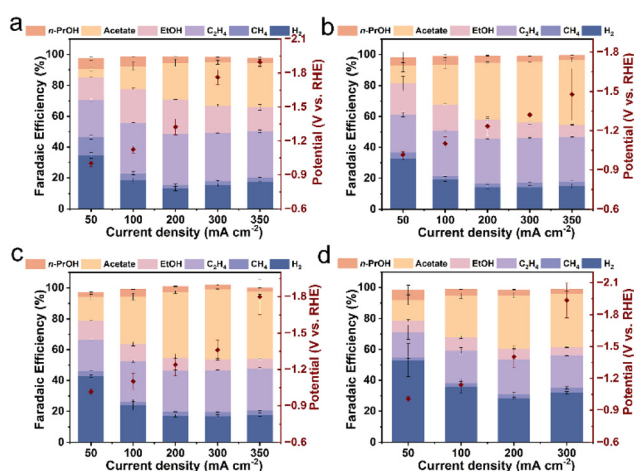 a
n-PrOH Acetate EtOH C₂H₄ CH₄ H₂
Faradaic Efficiency (%)
100
80
60
40
20
0
50 100 200 300 350
Current density (mA cm⁻²)
−2.1
−1.8
−1.5
−1.2
−0.9
−0.6
Potential (V vs. RHE)
b
n-PrOH Acetate EtOH C₂H₄ CH₄ H₂
Faradaic Efficiency (%)
100
80
60
40
20
0
50 100 200 300 350
Current density (mA cm⁻²)
−1.8
−1.5
−1.2
−0.9
−0.6
Potential (V vs. RHE)
c
n-PrOH Acetate EtOH C₂H₄ CH₄ H₂
Faradaic Efficiency (%)
100
80
60
40
20
0
50 100 200 300 350
Current density (mA cm⁻²)
−1.8
−1.5
−1.2
−0.9
−0.6
Potential (V vs. RHE)
d
n-PrOH Acetate EtOH C₂H₄ CH₄ H₂
Faradaic Efficiency (%)
100
80
60
40
20
0
50 100 200 300
Current density (mA cm⁻²)
−2.1
−1.8
−1.5
−1.2
−0.9
−0.6
Potential (V vs. RHE)